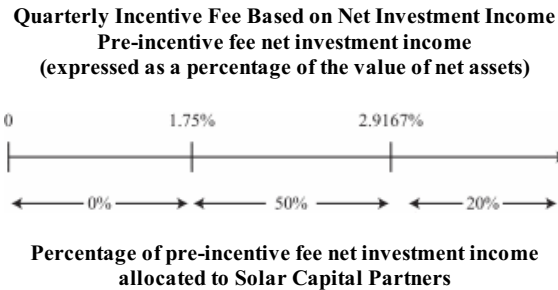 Quarterly Incentive Fee Based on Net Investment Income
Pre-incentive fee net investment income
(expressed as a percentage of the value of net assets)
0 1.75% 2.9167%
0% 50% 20%
Percentage of pre-incentive fee net investment income
allocated to Solar Capital Partners